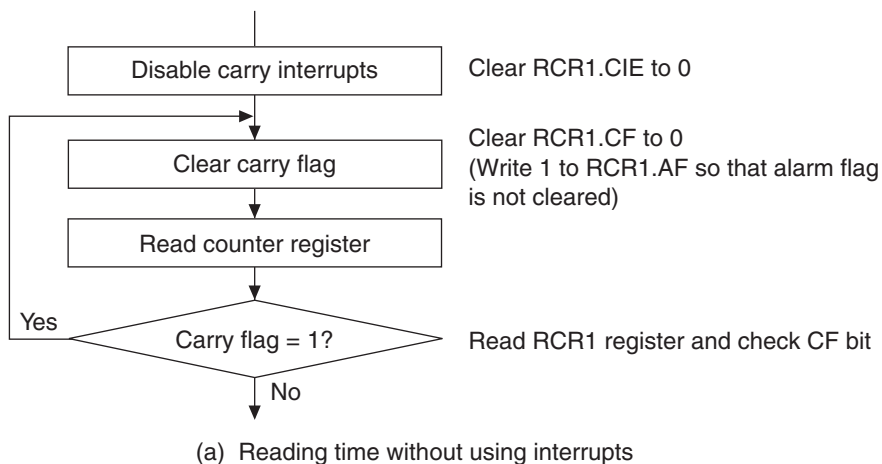 Disable carry interrupts
Clear RCR1.CIE to 0
Clear carry flag
Clear RCR1.CF to 0
(Write 1 to RCR1.AF so that alarm flag
is not cleared)
Read counter register
Yes
Carry flag = 1?
Read RCR1 register and check CF bit
No
(a) Reading time without using interrupts